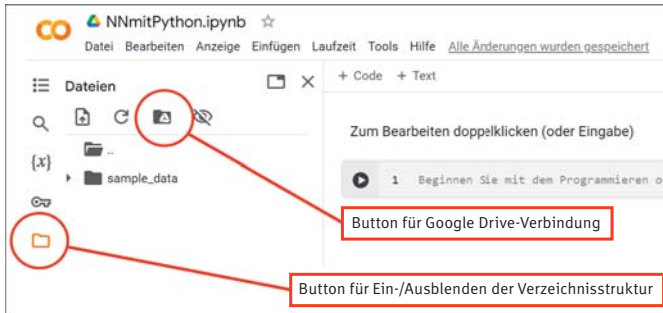 NNmitPython.ipynb
Datei Bearbeiten Anzeige Einfügen Laufzeit Tools Hilfe Alle Änderungen wurden gespeichert
Dateien
+ Code + Text
..
Zum Bearbeiten doppelklicken (oder Eingabe)
{x}
sample_data
1 Beginnen Sie mit dem Programmieren o
Button für Google Drive-Verbindung
Button für Ein-/Ausblenden der Verzeichnisstruktur